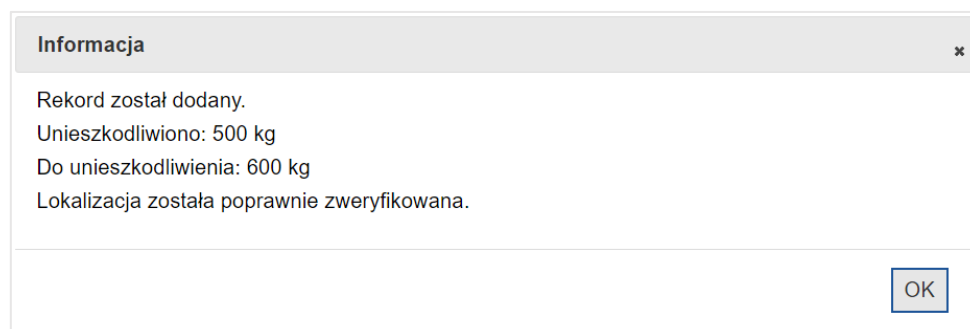 Informacja
Rekord został dodany.
Unieszkodliwiono: 500 kg
Do unieszkodliwienia: 600 kg
Lokalizacja została poprawnie zweryfikowana.
OK